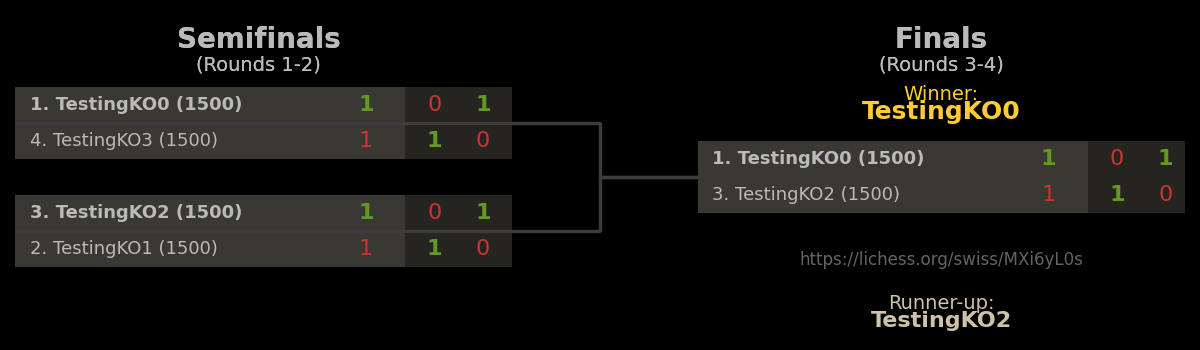 Semifinals
(Rounds 1-2)
1. TestingKO0 (1500) 1 0 1
4. TestingKO3 (1500) 1 1 0
3. TestingKO2 (1500) 1 0 1
2. TestingKO1 (1500) 1 1 0
Finals
(Rounds 3-4)
Winner:
TestingKO0
1. TestingKO0 (1500) 1 0 1
3. TestingKO2 (1500) 1 1 0
https://lichess.org/swiss/MXi6yL0s
Runner-up:
TestingKO2